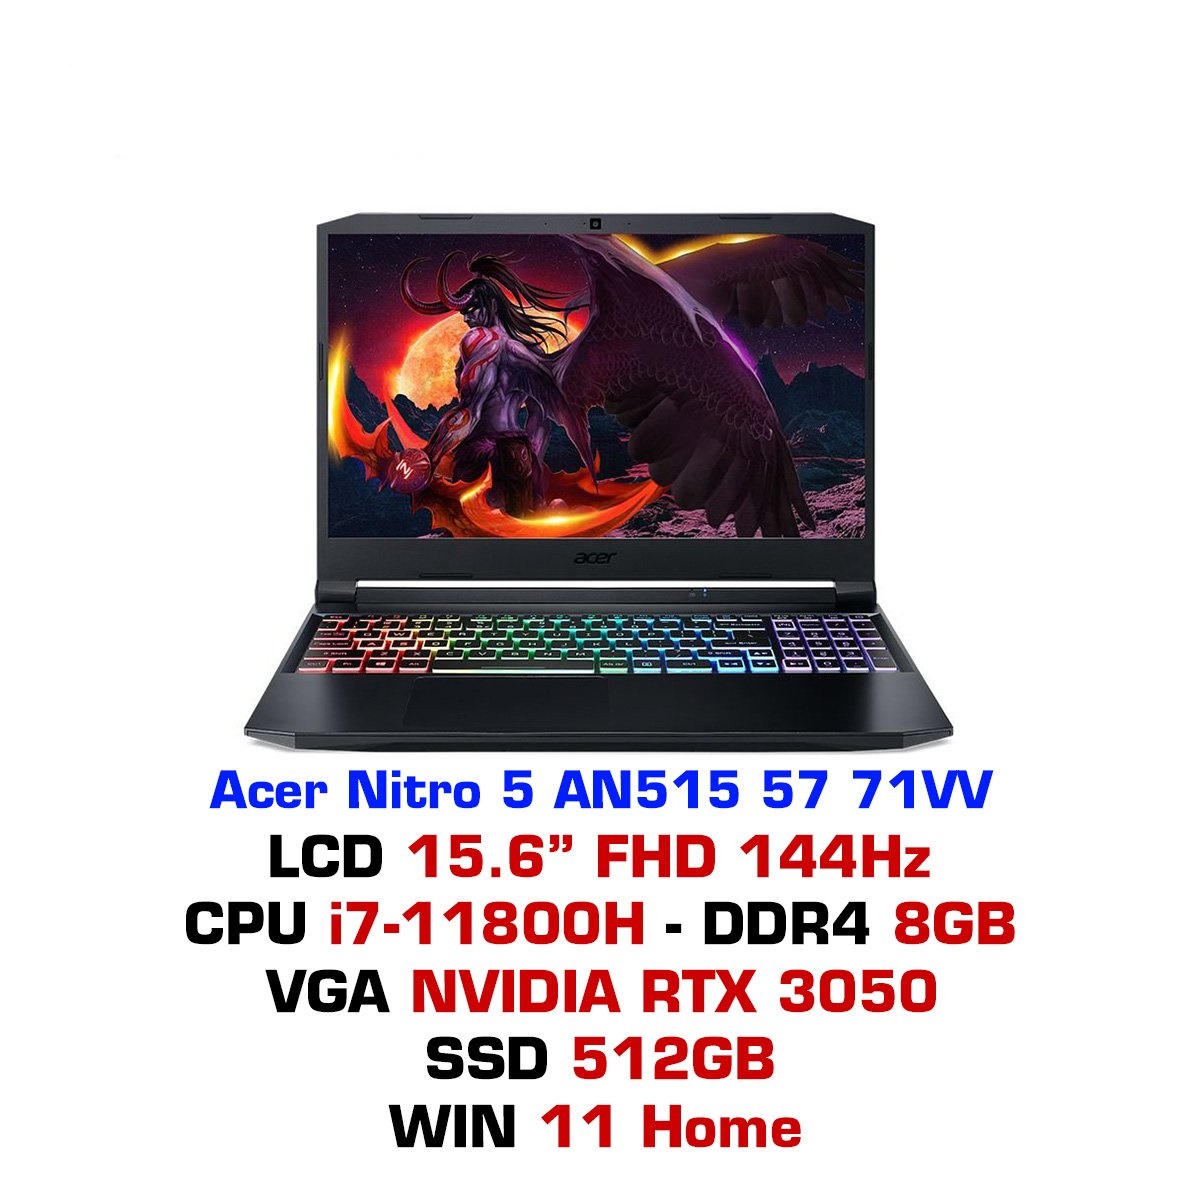 acer
Acer Nitro 5 AN515 57 71VV
LCD 15.6” FHD 144Hz
CPU i7-11800H - DDR4 8GB
VGA NVIDIA RTX 3050
SSD 512GB
WIN 11 Home